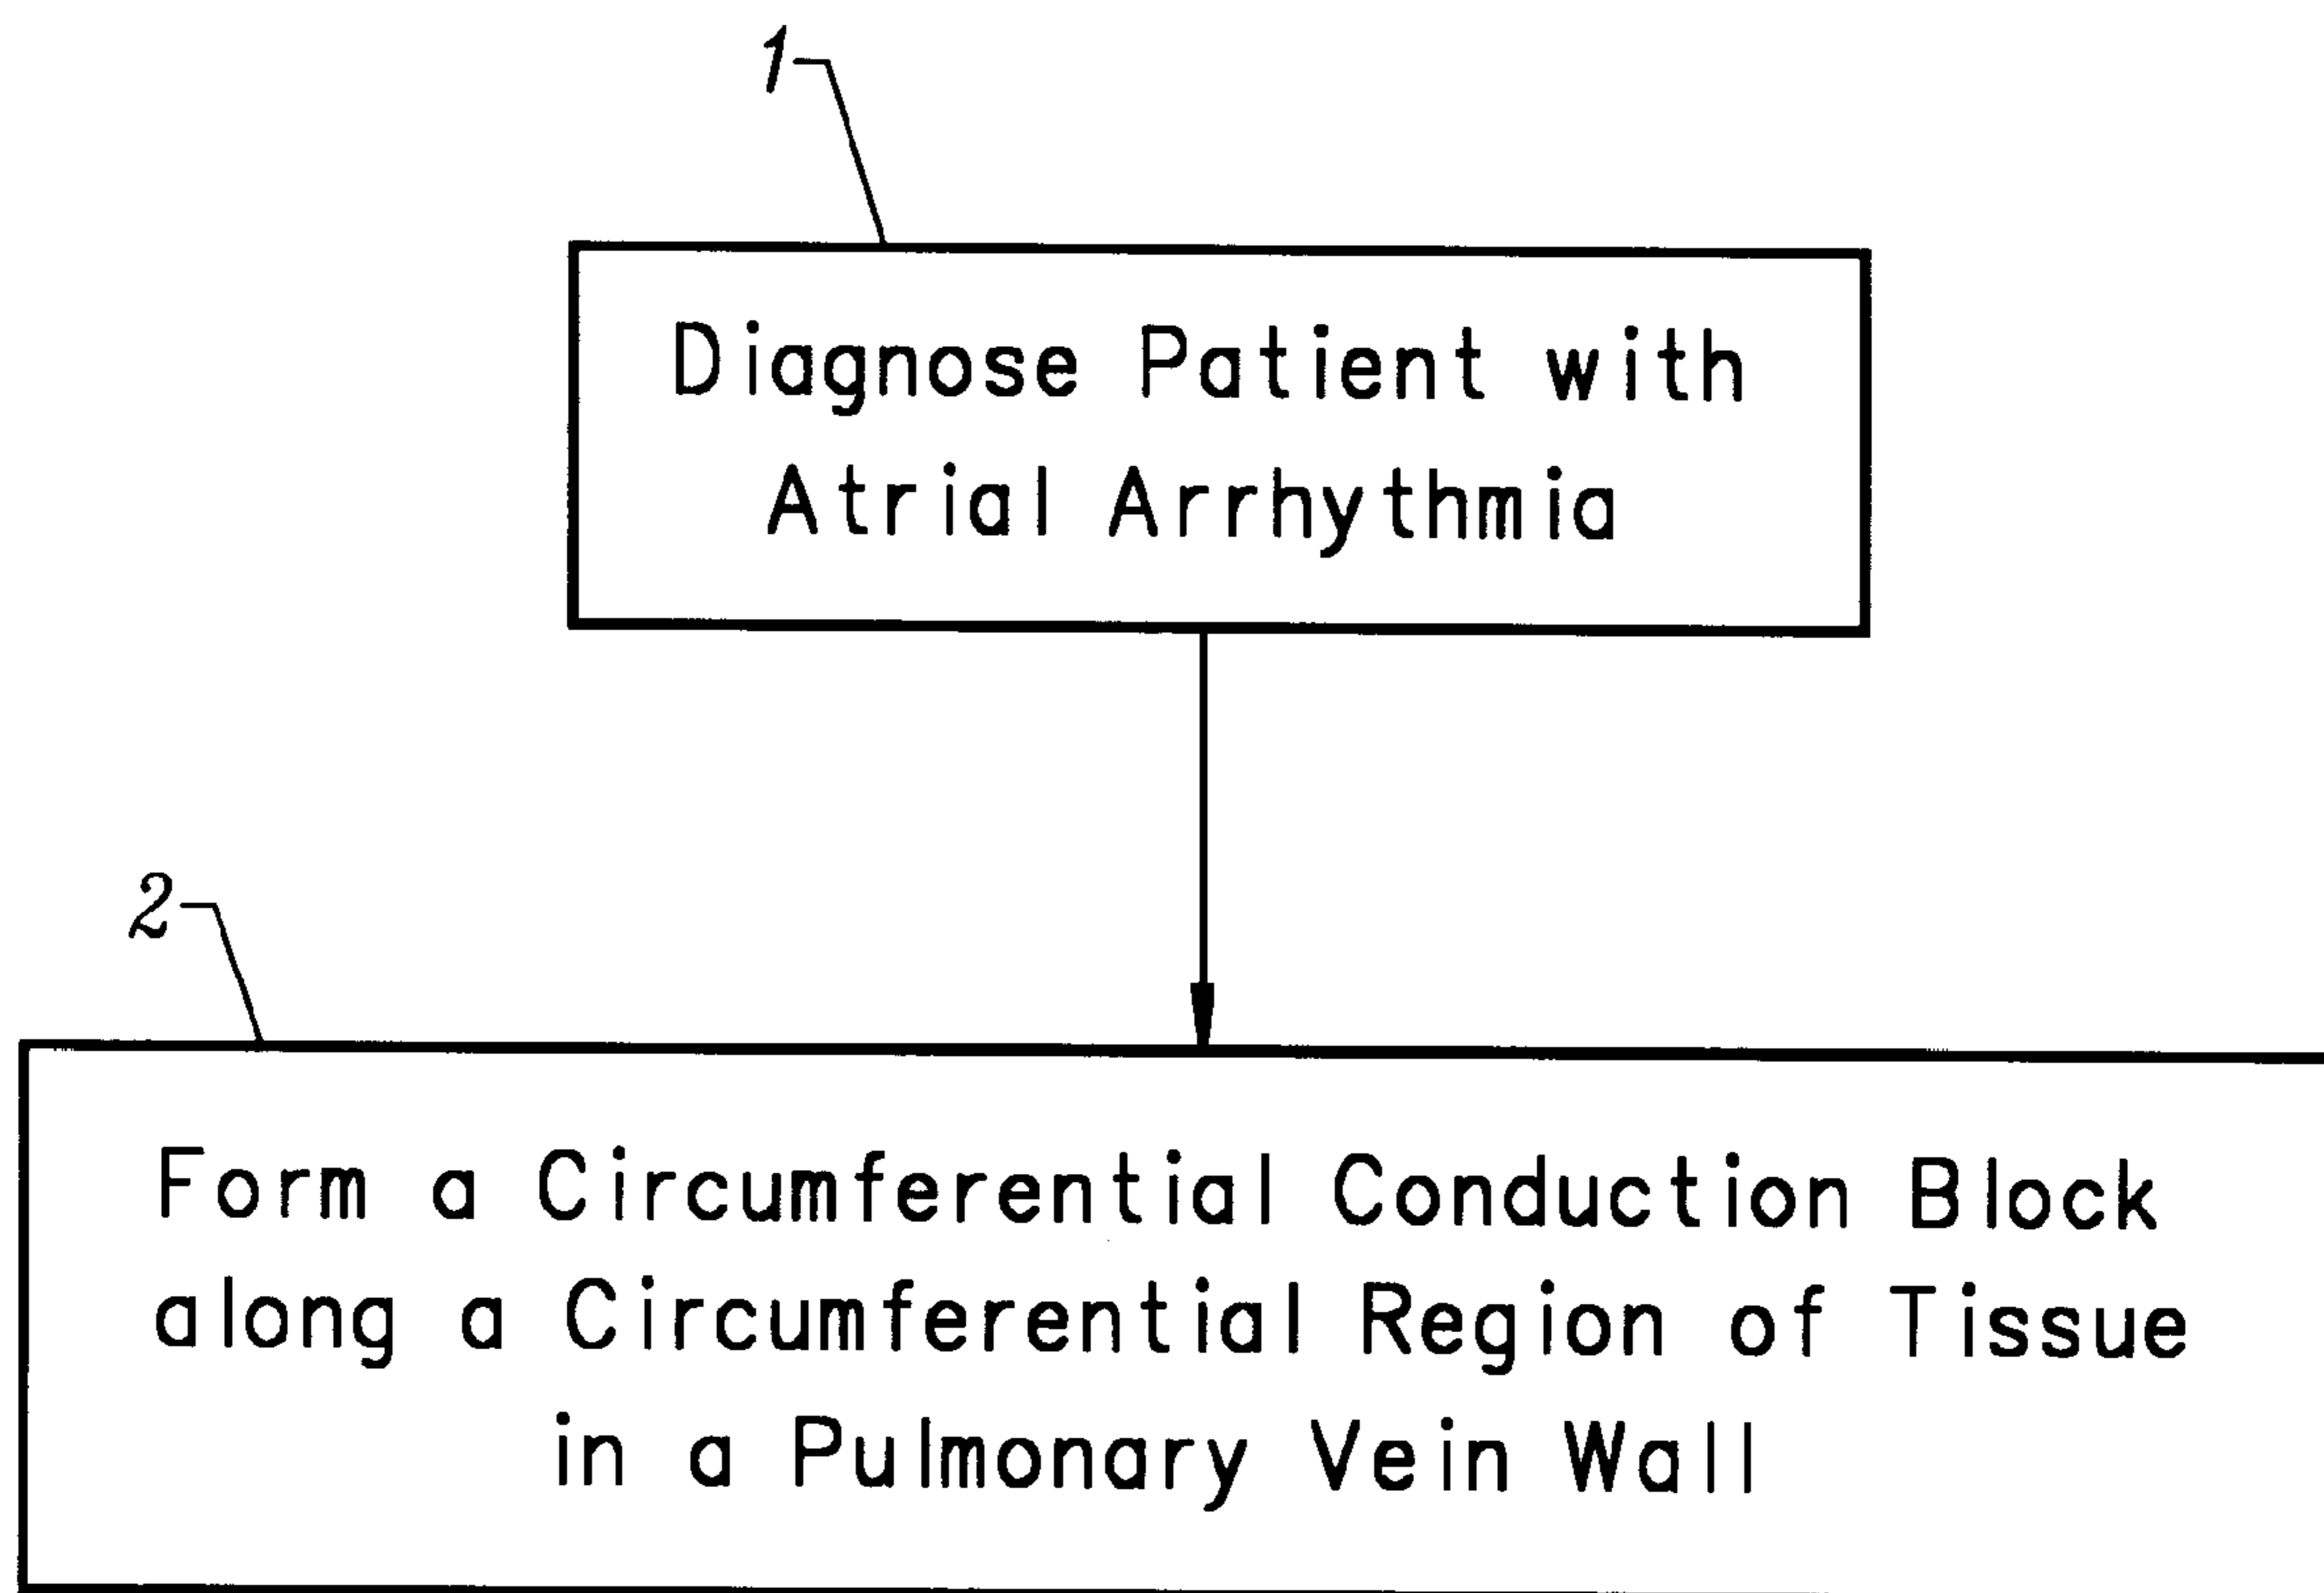 1
Diagnose Patient with
Atrial Arrhythmia
2
Form a Circumferential Conduction Block
along a Circumferential Region of Tissue
in a Pulmonary Vein Wall